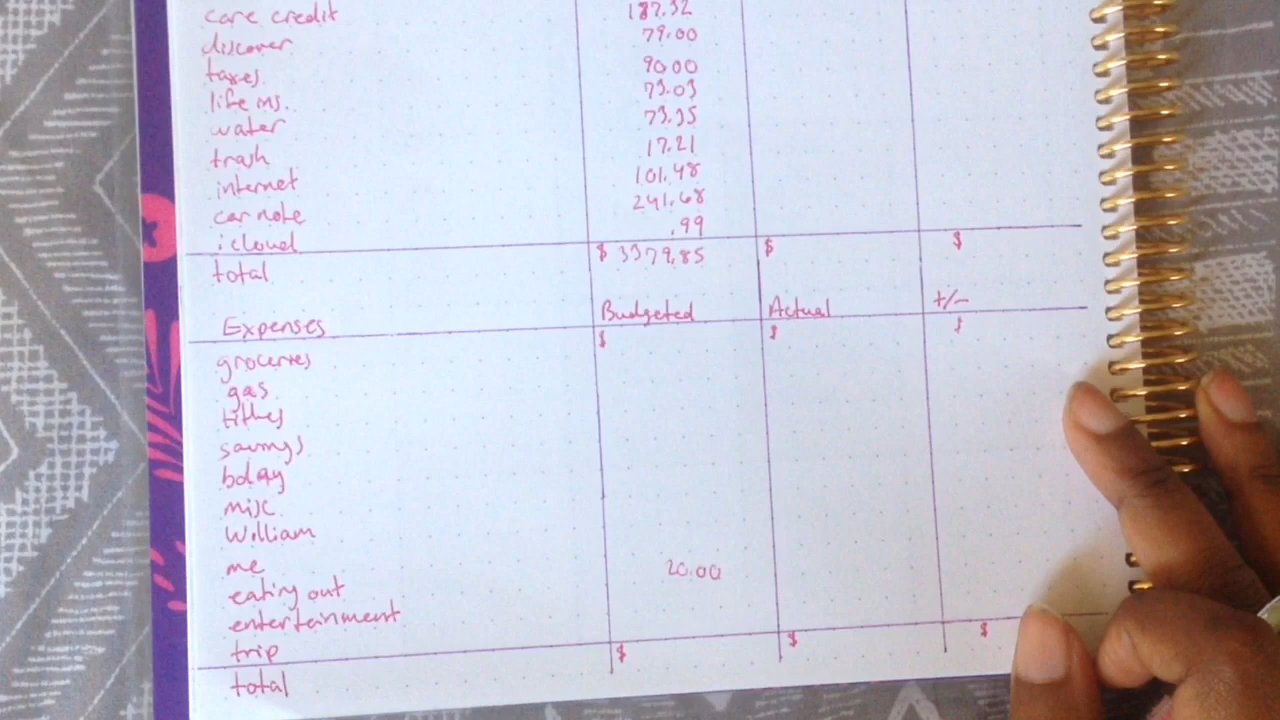 care credit 187.32
discover 79.00
taxes 90.00
life ins. 73.03
water 73.35
trash 17.21
internet 101.48
car note 241.68
icloud .99
total $ 3379.85 $ $
Expenses Budgeted Actual +/-
groceries $ $ $
gas
tithes
savings
bday
misc.
William
me
eating out 20.00
entertainment
trip
total $ $ $